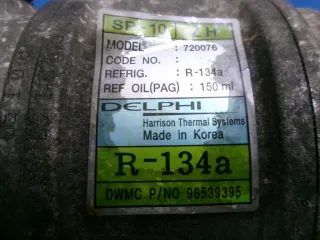 SP 10
MODEL : 720076
CODE NO. :
REFRIG. : R-134a
REF OIL(PAG) : 150 ml
DELPHI
Harrison Thermal Systems
Made in Korea
R-134a
DWMC P/NO 96539395